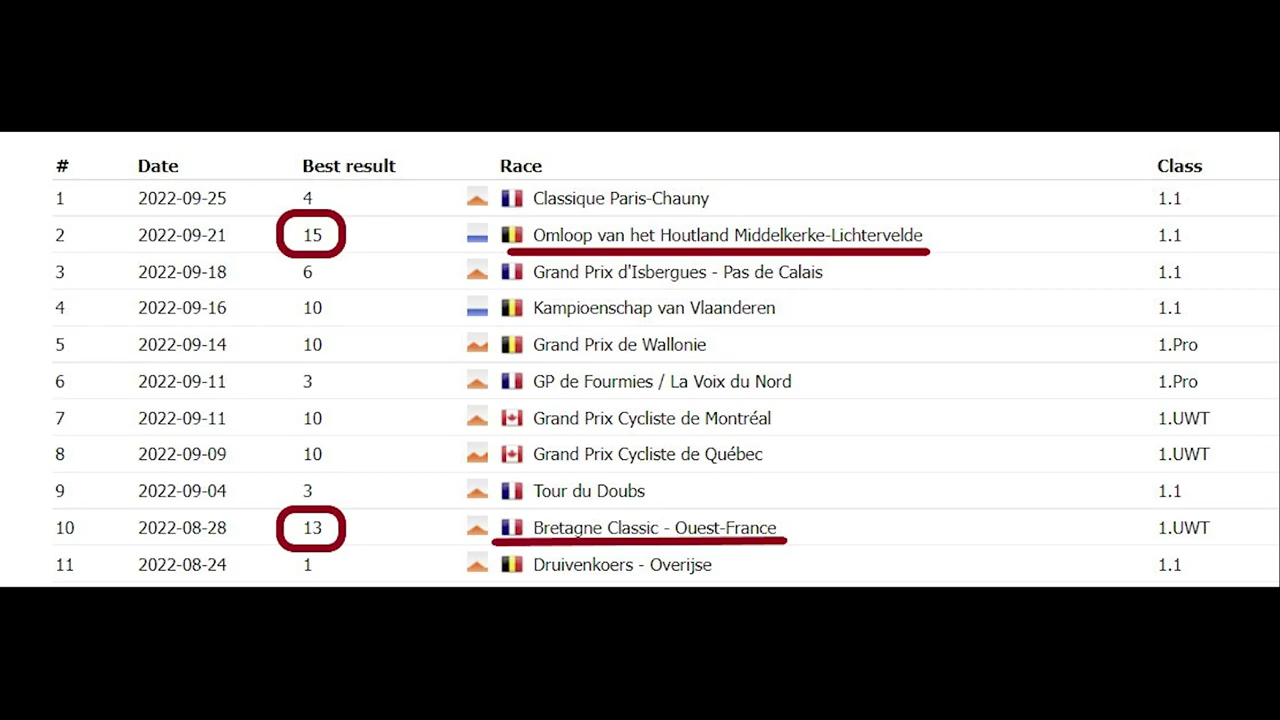 # Date Best result Race Class
1 2022-09-25 4 Classique Paris-Chauny 1.1
2 2022-09-21 15 Omloop van het Houtland Middelkerke-Lichtervelde 1.1
3 2022-09-18 6 Grand Prix d'Isbergues - Pas de Calais 1.1
4 2022-09-16 10 Kampioenschap van Vlaanderen 1.1
5 2022-09-14 10 Grand Prix de Wallonie 1.Pro
6 2022-09-11 3 GP de Fourmies / La Voix du Nord 1.Pro
7 2022-09-11 10 Grand Prix Cycliste de Montréal 1.UWT
8 2022-09-09 10 Grand Prix Cycliste de Québec 1.UWT
9 2022-09-04 3 Tour du Doubs 1.1
10 2022-08-28 13 Bretagne Classic - Ouest-France 1.UWT
11 2022-08-24 1 Druivenkoers - Overijse 1.1